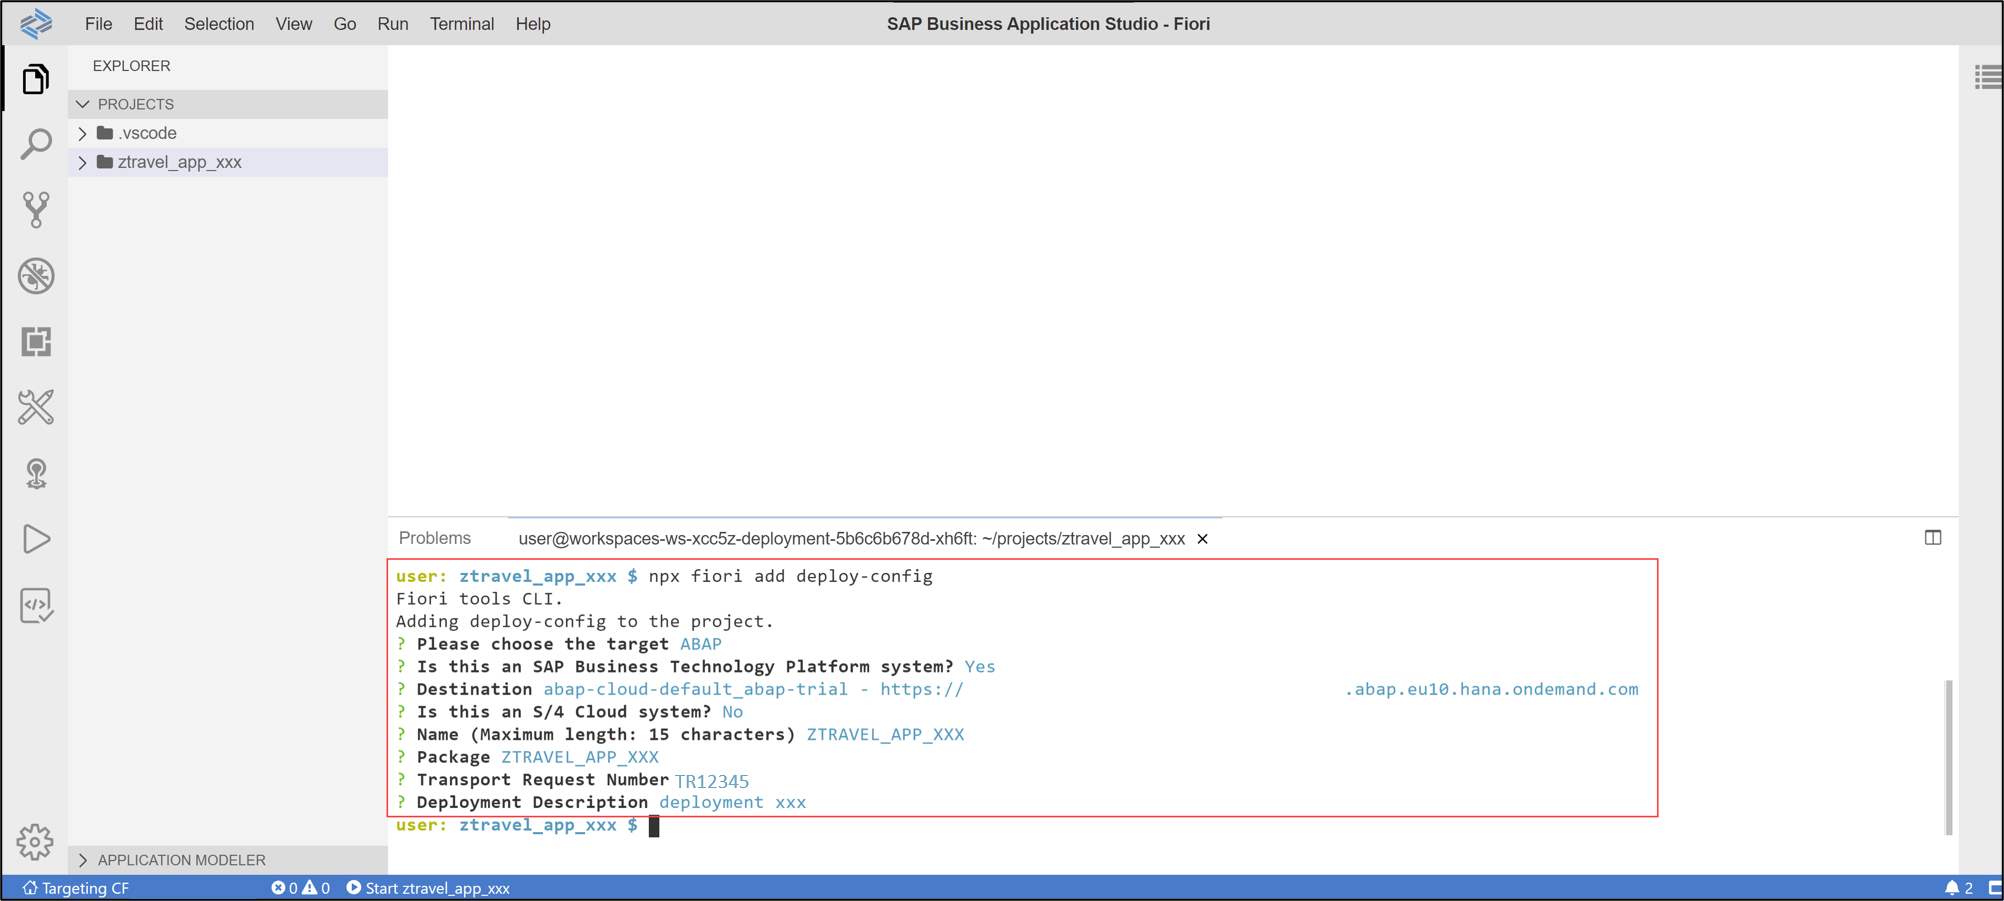 File Edit Selection View Go Run Terminal Help SAP Business Application Studio - Fiori
EXPLORER
PROJECTS
.vscode
ztravel_app_xxx
Problems user@workspaces-ws-xcc5z-deployment-5b6c6b678d-xh6ft: ~/projects/ztravel_app_xxx ×
user: ztravel_app_xxx $ npx fiori add deploy-config
Fiori tools CLI.
Adding deploy-config to the project.
? Please choose the target ABAP
? Is this an SAP Business Technology Platform system? Yes
? Destination abap-cloud-default_abap-trial - https:// .abap.eu10.hana.ondemand.com
? Is this an S/4 Cloud system? No
? Name (Maximum length: 15 characters) ZTRAVEL_APP_XXX
? Package ZTRAVEL_APP_XXX
? Transport Request Number TR12345
? Deployment Description deployment xxx
user: ztravel_app_xxx $
APPLICATION MODELER
Targeting CF 0 0 Start ztravel_app_xxx 2